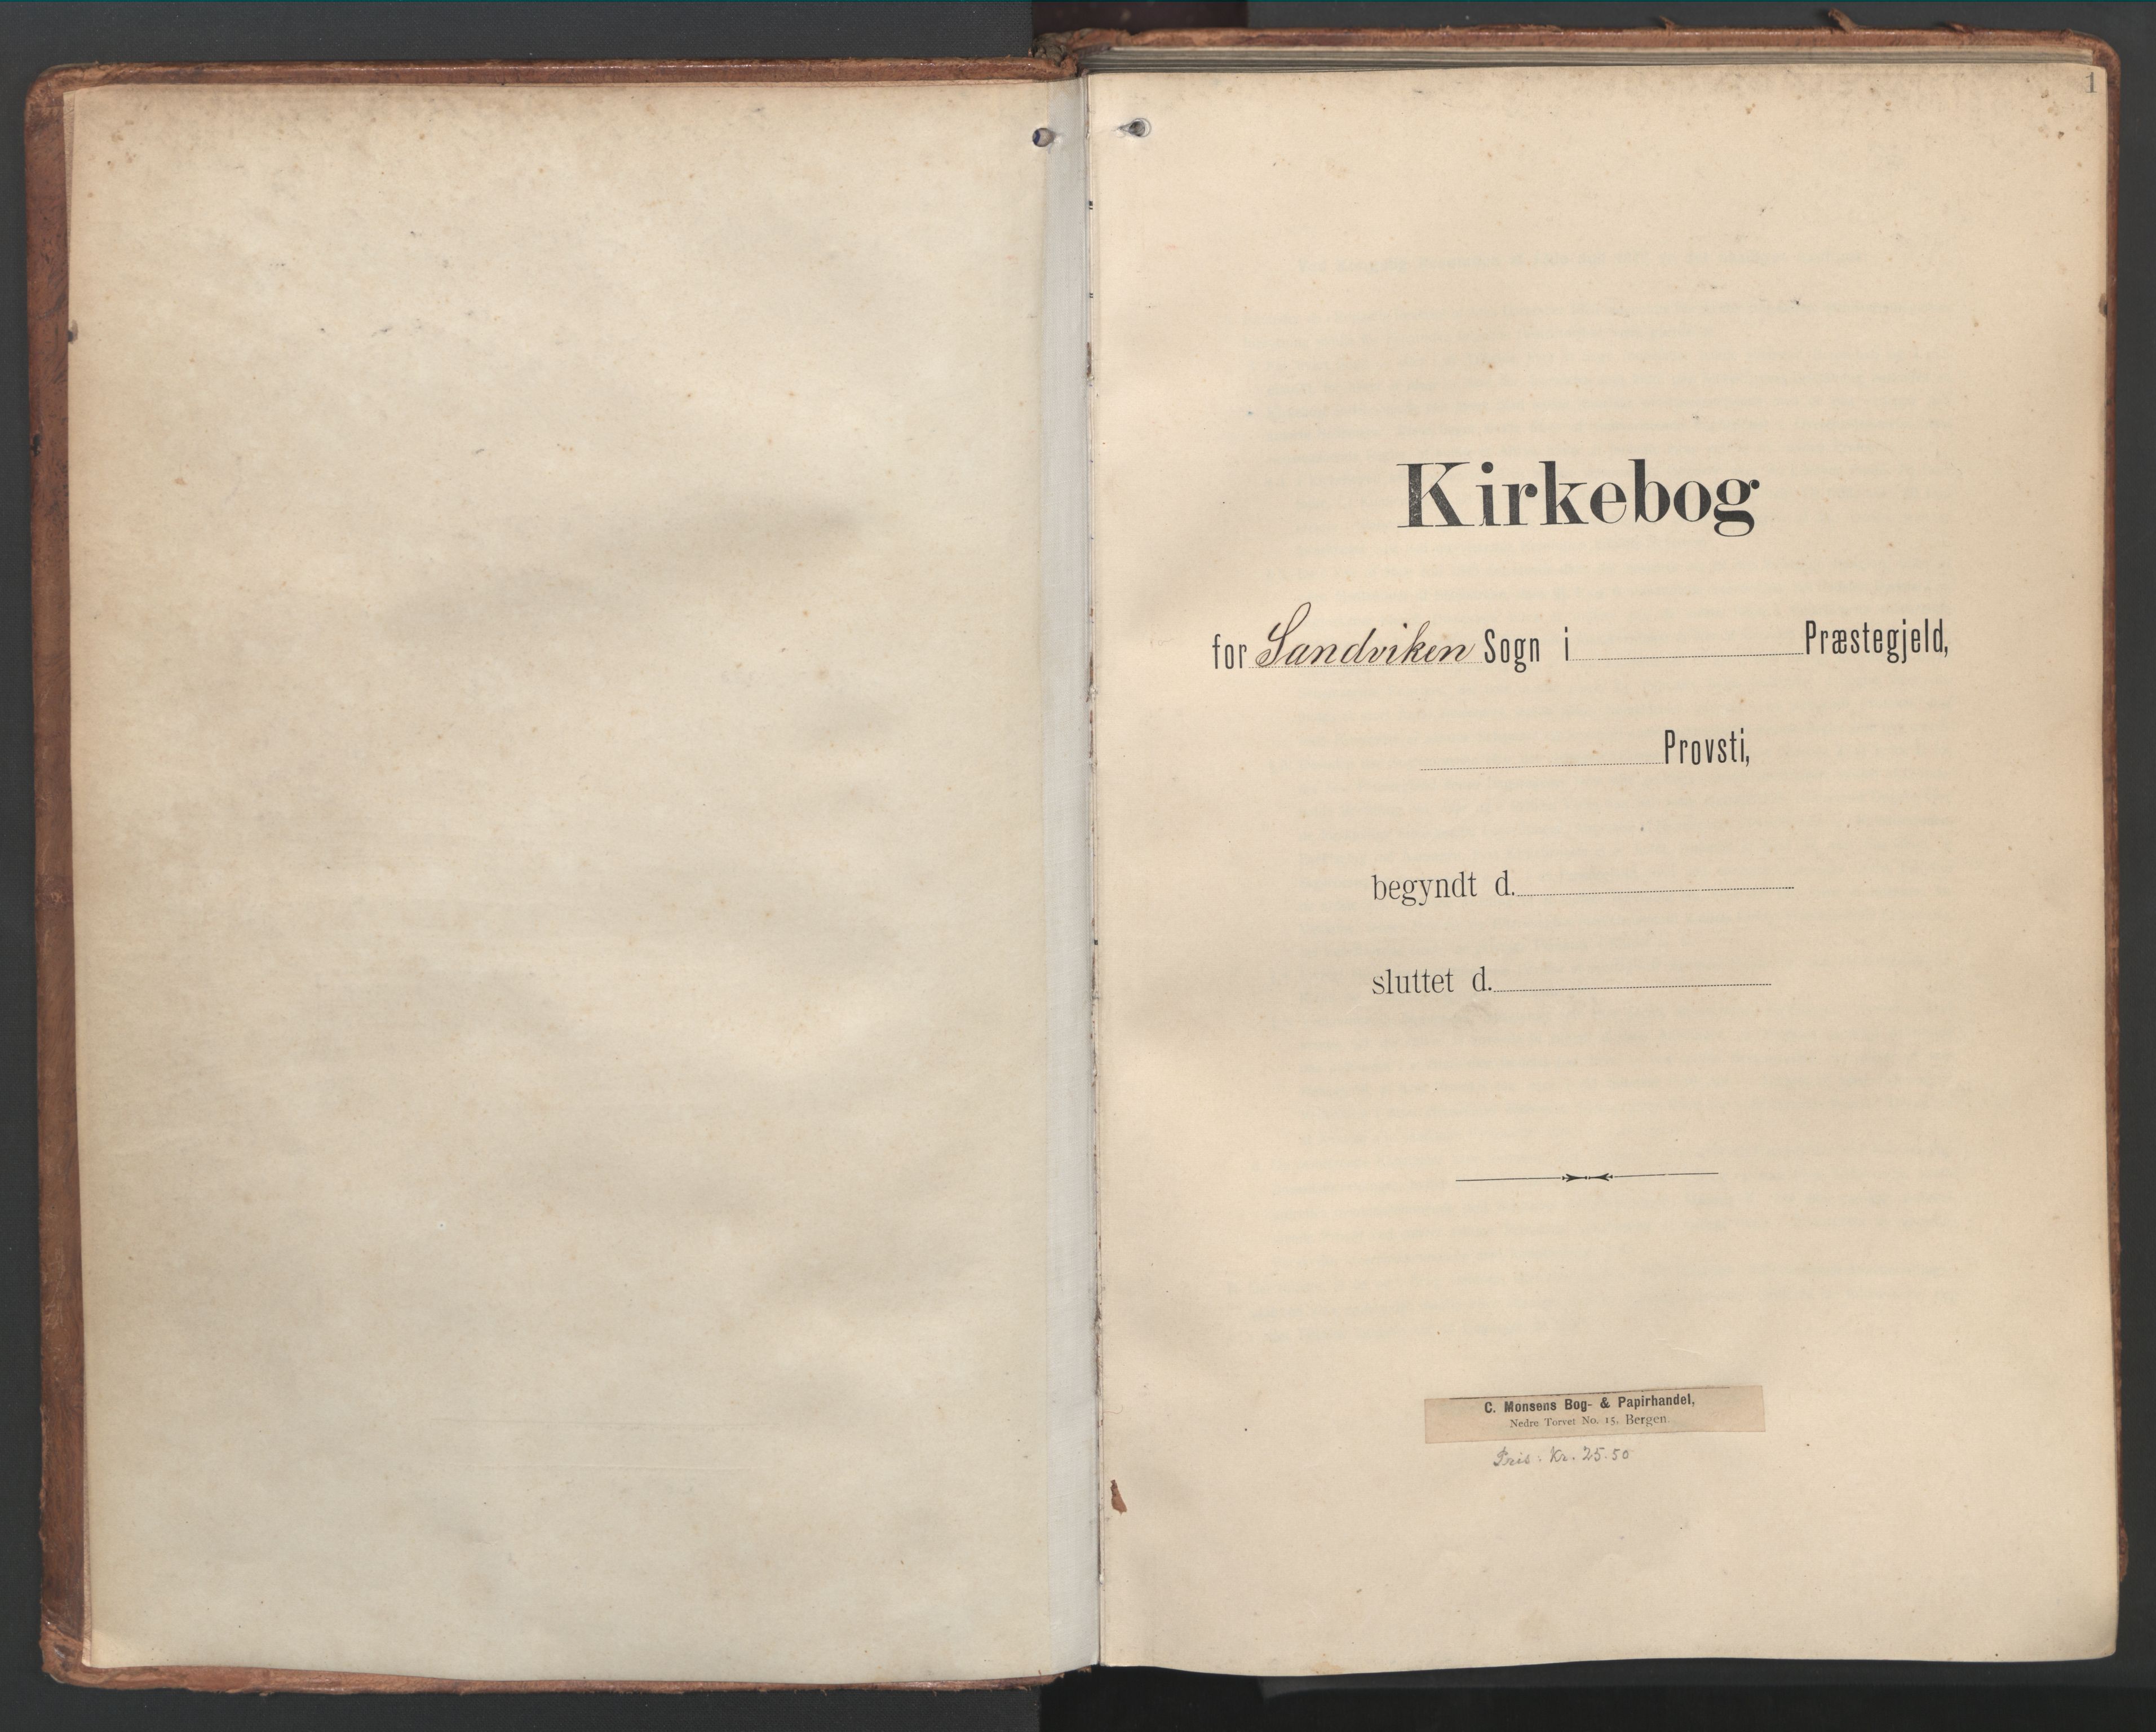 1
Kirkebog
for Sandviken Sogn i Præstegjeld,
Provsti,
begyndt d.
sluttet d.
C. Monsens Bog- & Papirhandel,
Nedre Torvet No. 15, Bergen.
Pris: Kr. 25.50